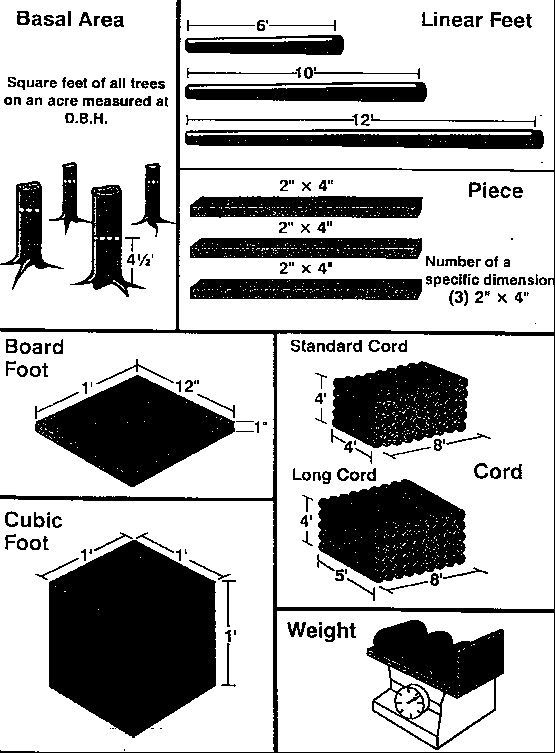 Basal Area
Square feet of all trees
on an acre measured at
D.B.H.
4½'
Linear Feet
6'
10'
12'
Piece
2" × 4"
2" × 4"
2" × 4"
Number of a
specific dimension
(3) 2" × 4"
Board
Foot
1'
12"
1"
Standard Cord
4'
4'
8'
Cord
Long Cord
4'
5'
8'
Cubic
Foot
1'
1'
1'
Weight